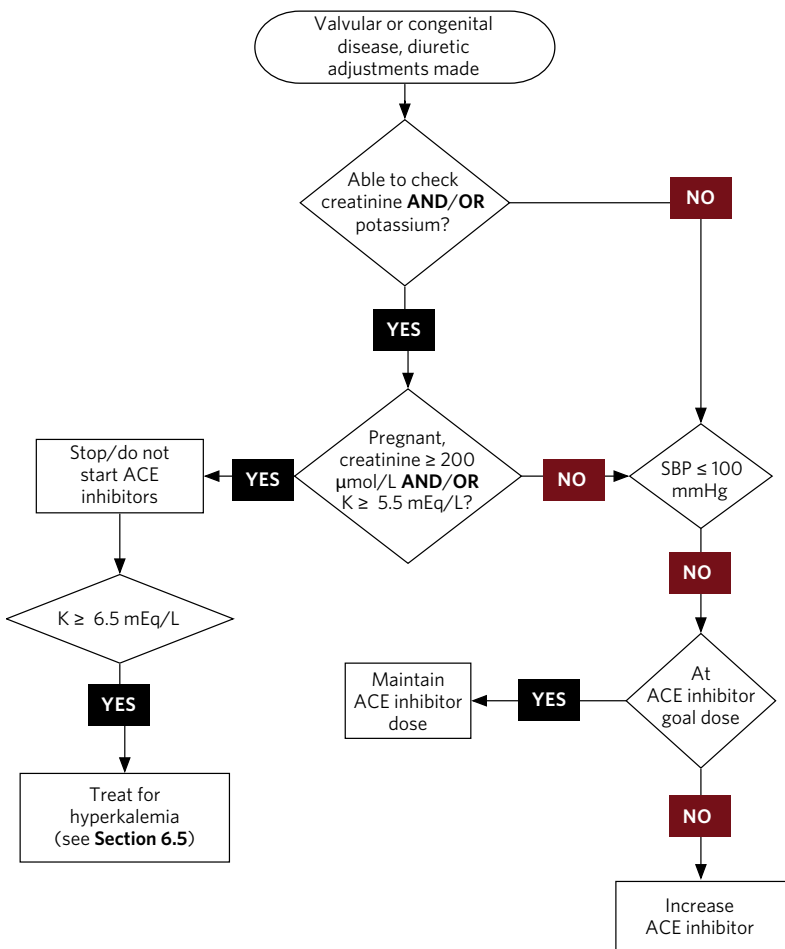 Valvular or congenital
disease, diuretic
adjustments made
Able to check
creatinine AND/OR
potassium?
NO
YES
Stop/do not
start ACE
inhibitors
YES
Pregnant,
creatinine ≥ 200
µmol/L AND/OR
K ≥ 5.5 mEq/L?
NO
SBP ≤ 100
mmHg
NO
K ≥ 6.5 mEq/L
YES
Maintain
ACE inhibitor
dose
YES
At
ACE inhibitor
goal dose
Treat for
hyperkalemia
(see Section 6.5)
NO
Increase
ACE inhibitor